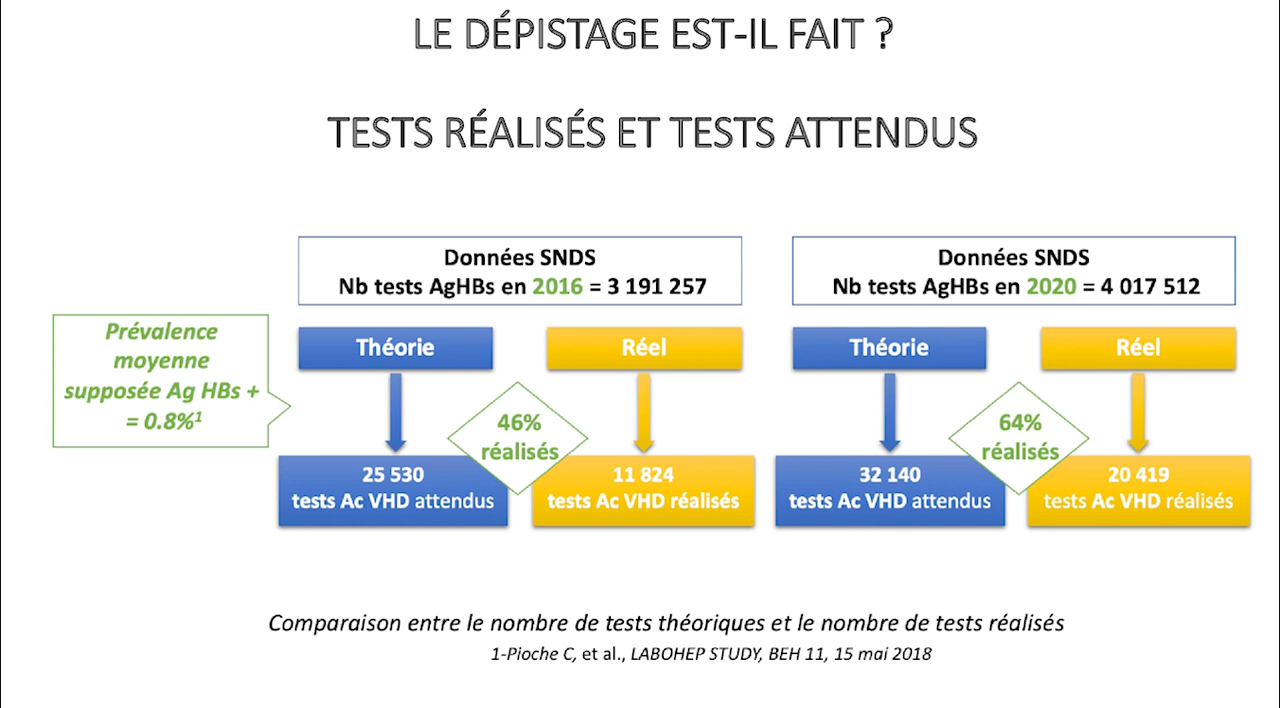 LE DÉPISTAGE EST-IL FAIT ?
TESTS RÉALISÉS ET TESTS ATTENDUS
Données SNDS
Nb tests AgHBs en 2016 = 3 191 257
Données SNDS
Nb tests AgHBs en 2020 = 4 017 512
Prévalence
moyenne
supposée Ag HBs +
= 0.8%¹
Théorie
Réel
Théorie
Réel
46%
réalisés
64%
réalisés
25 530
tests Ac VHD attendus
11 824
tests Ac VHD réalisés
32 140
tests Ac VHD attendus
20 419
tests Ac VHD réalisés
Comparaison entre le nombre de tests théoriques et le nombre de tests réalisés
1-Pioche C, et al., LABOHEP STUDY, BEH 11, 15 mai 2018